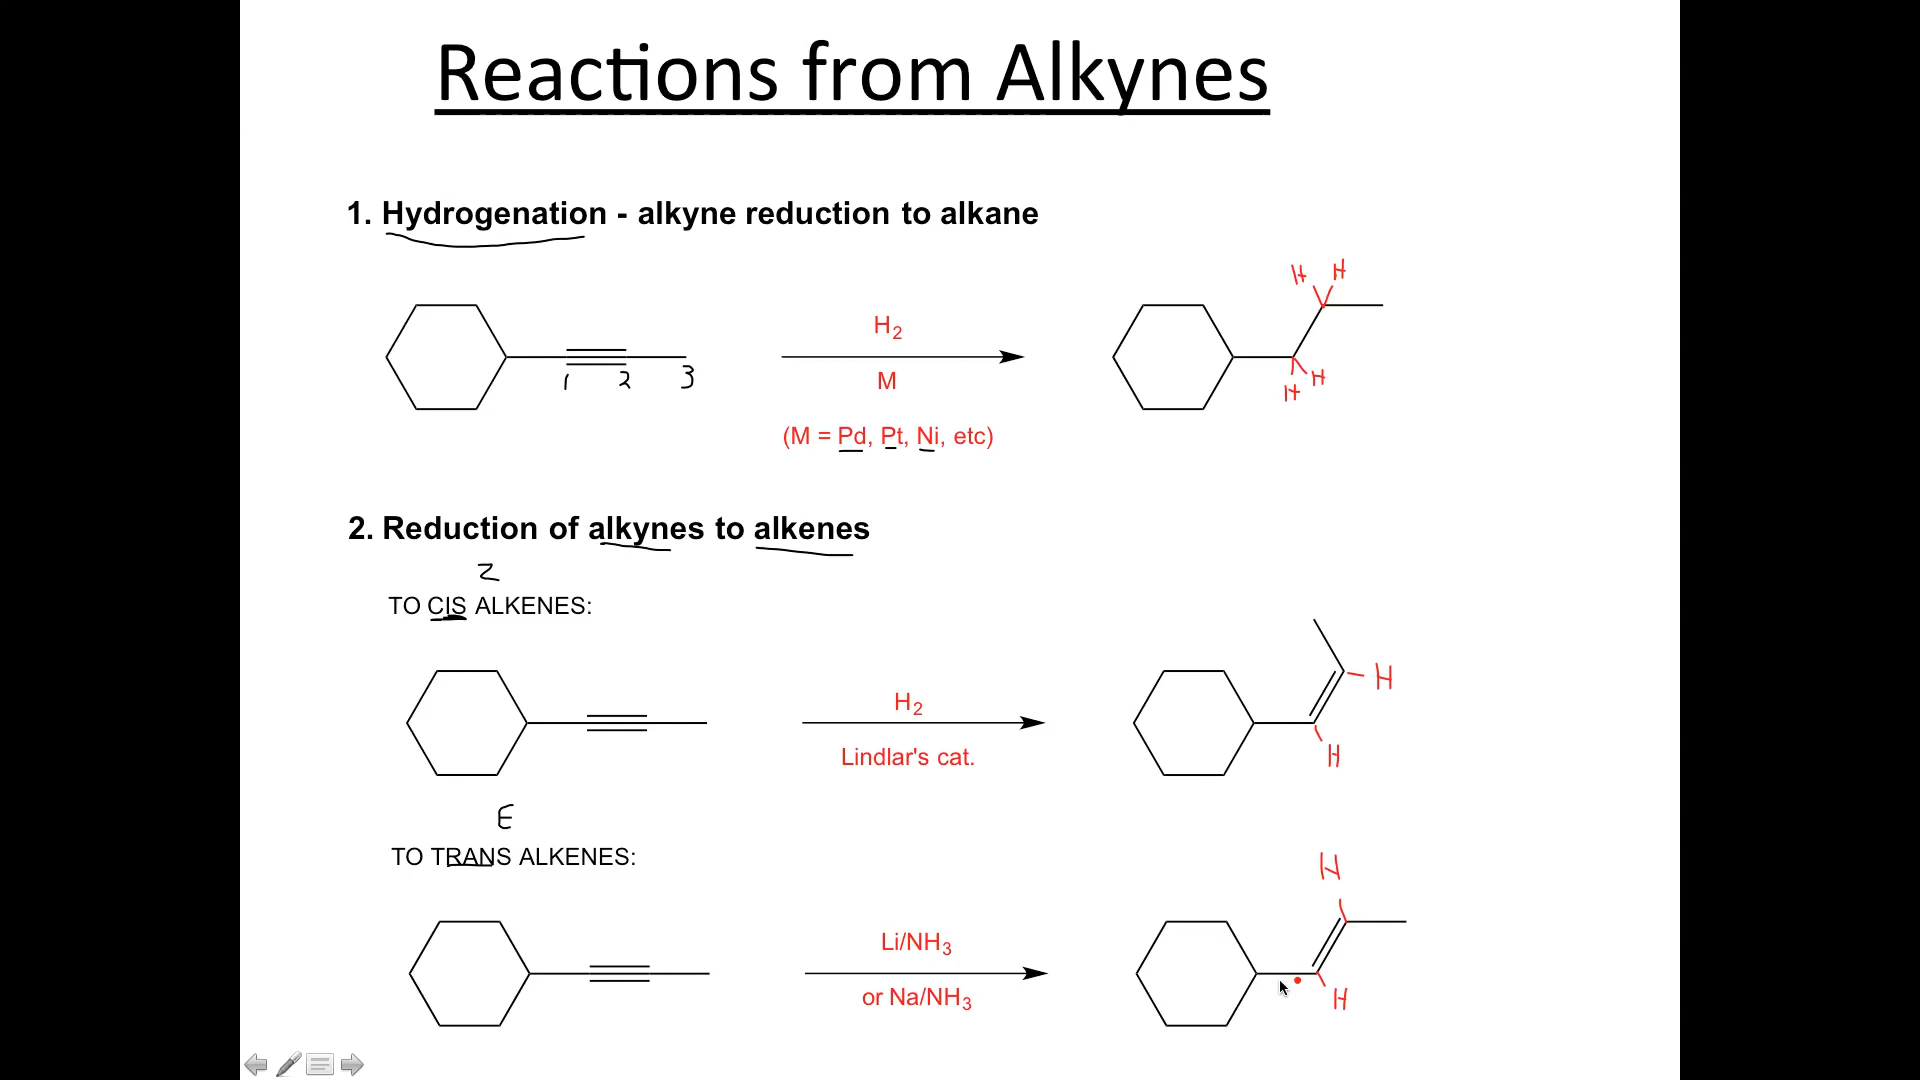 Reactions from Alkynes
1. Hydrogenation - alkyne reduction to alkane
H H
H₂
1 2 3
M
H H
(M = Pd, Pt, Ni, etc)
2. Reduction of alkynes to alkenes
Z
TO CIS ALKENES:
H
H₂
Lindlar's cat.
H
E
TO TRANS ALKENES:
H
Li/NH₃
or Na/NH₃
H